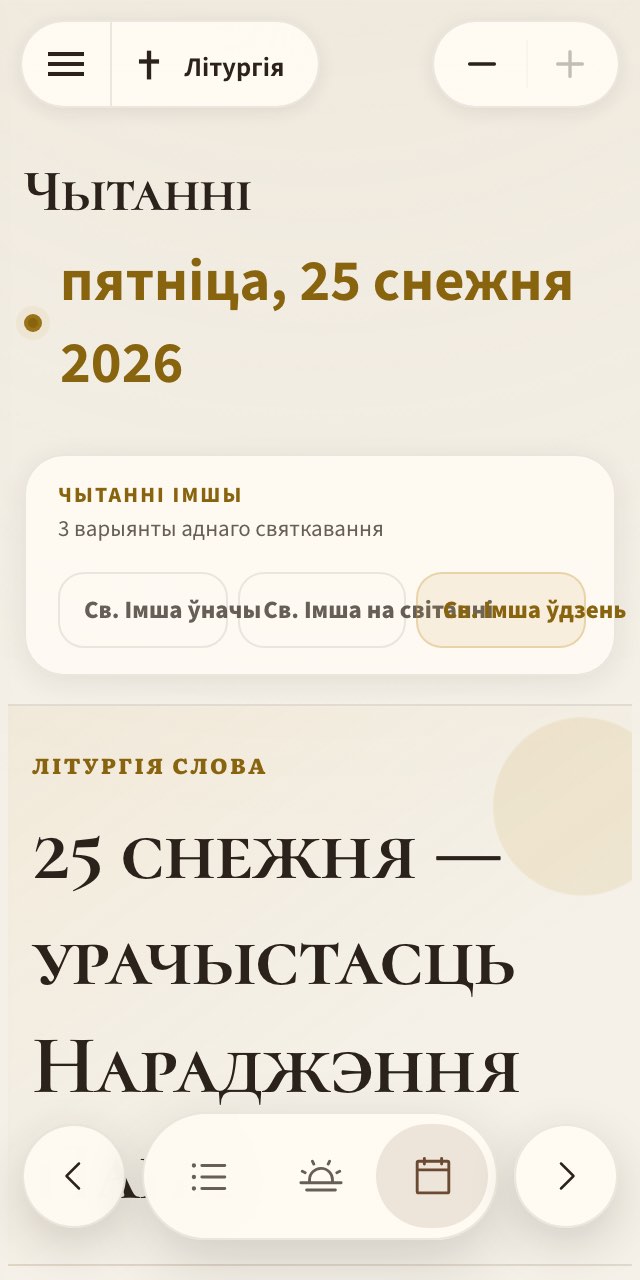 Літургія
Чытанні
пятніца, 25 снежня
2026
ЧЫТАННІ ІМШЫ
3 варыянты аднаго святкавання
Св. Імша ўначы Св. Імша на світанні Св. Імша ўдзень
ЛІТУРГІЯ СЛОВА
25 снежня —
урачыстасць
Нараджэння